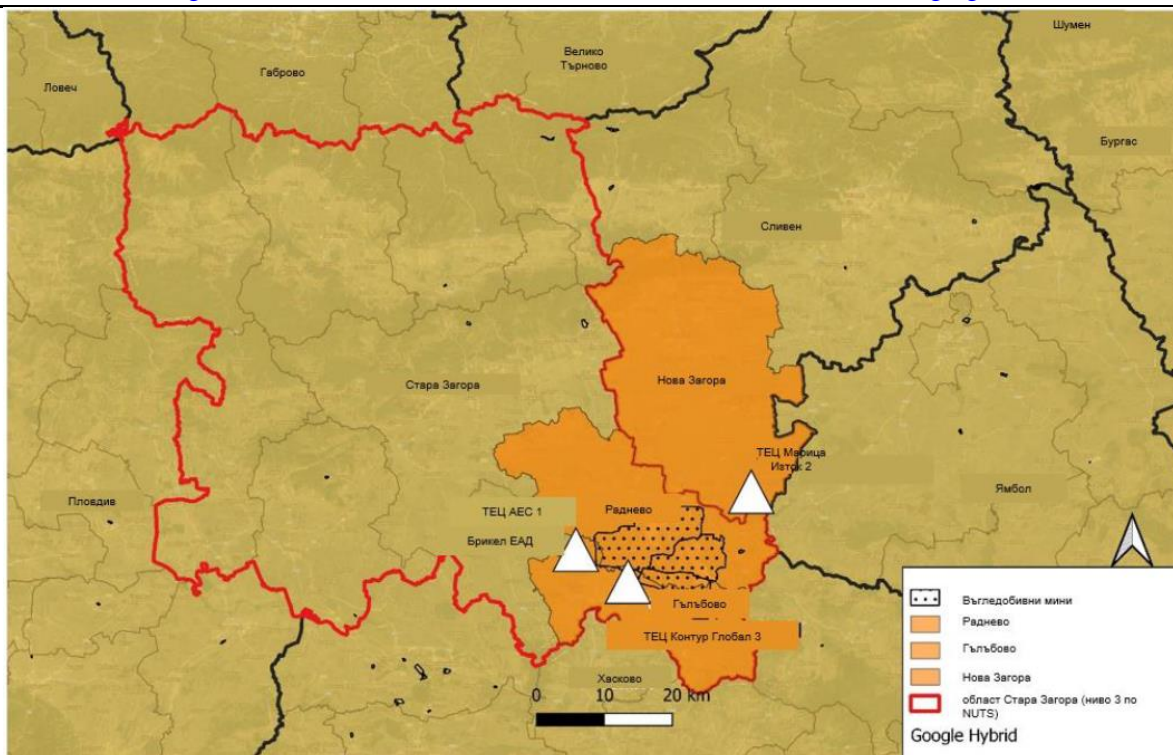 Шумен
Велико
Търново
Габрово
Ловеч
Бургас
Сливен
Нова Загора
Стара Загора
ТЕЦ Марица
Изток 2
Ямбол
Пловдив
ТЕЦ АЕС 1
Раднево
Брикел ЕАД
Гълъбово
ТЕЦ Контур Глобал 3
Хасково
0 10 20 km
Въгледобивни мини
Раднево
Гълъбово
Нова Загора
област Стара Загора (ниво 3 по
NUTS)
Google Hybrid